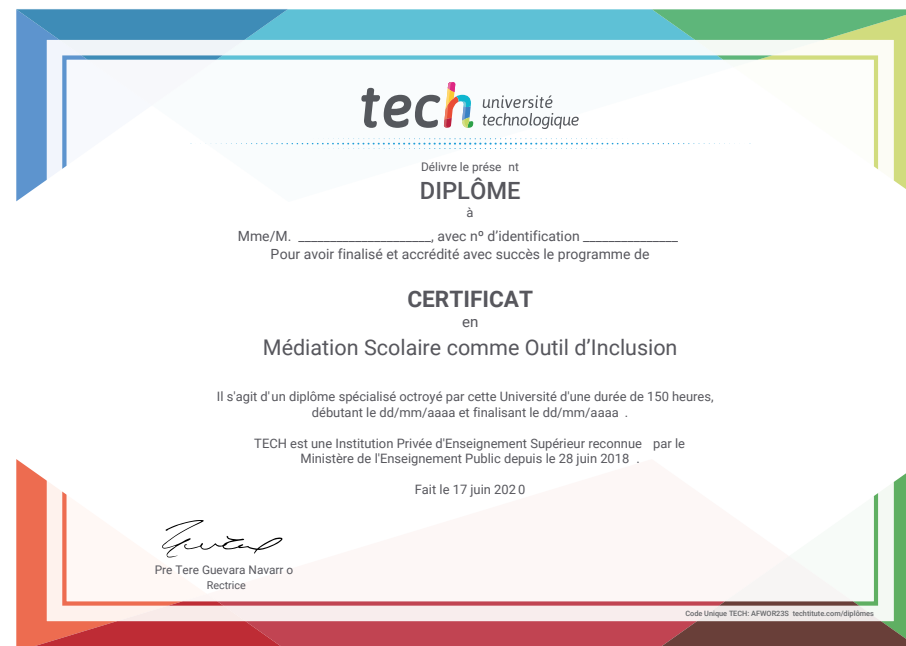 tech université
technologique
Délivre le prése nt
DIPLÔME
à
Mme/M. ____________________, avec nº d'identification ______________
Pour avoir finalisé et accrédité avec succès le programme de
CERTIFICAT
en
Médiation Scolaire comme Outil d'Inclusion
Il s'agit d'un diplôme spécialisé octroyé par cette Université d'une durée de 150 heures,
débutant le dd/mm/aaaa et finalisant le dd/mm/aaaa .
TECH est une Institution Privée d'Enseignement Supérieur reconnue par le
Ministère de l'Enseignement Public depuis le 28 juin 2018 .
Fait le 17 juin 2020
Pre Tere Guevara Navarr o
Rectrice
Code Unique TECH: AFWOR23S techtitute.com/diplômes